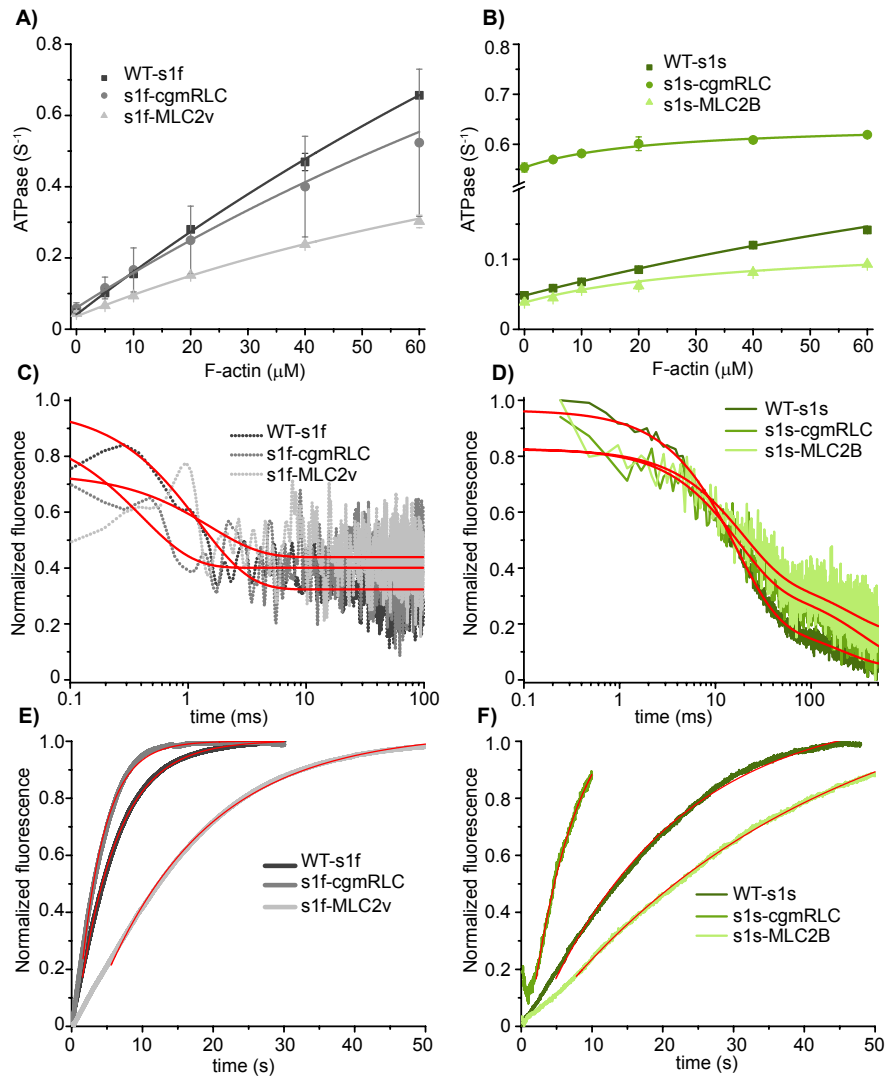 A)
WT-s1f
s1f-cgmRLC
s1f-MLC2v
ATPase (S⁻¹)
0.8
0.6
0.4
0.2
0
0 10 20 30 40 50 60
F-actin (μM)
B)
WT-s1s
s1s-cgmRLC
s1s-MLC2B
ATPase (S⁻¹)
0.8
0.6
0.1
0
0 10 20 30 40 50 60
F-actin (μM)
C)
WT-s1f
s1f-cgmRLC
s1f-MLC2v
Normalized fluorescence
1.0
0.8
0.6
0.4
0.2
0
0.1 1 10 100
time (ms)
D)
WT-s1s
s1s-cgmRLC
s1s-MLC2B
Normalized fluorescence
1.0
0.8
0.6
0.4
0.2
0
0.1 1 10 100
time (ms)
E)
WT-s1f
s1f-cgmRLC
s1f-MLC2v
Normalized fluorescence
1.0
0.8
0.6
0.4
0.2
0
0 10 20 30 40 50
time (s)
F)
WT-s1s
s1s-cgmRLC
s1s-MLC2B
Normalized fluorescence
1.0
0.8
0.6
0.4
0.2
0
0 10 20 30 40 50
time (s)